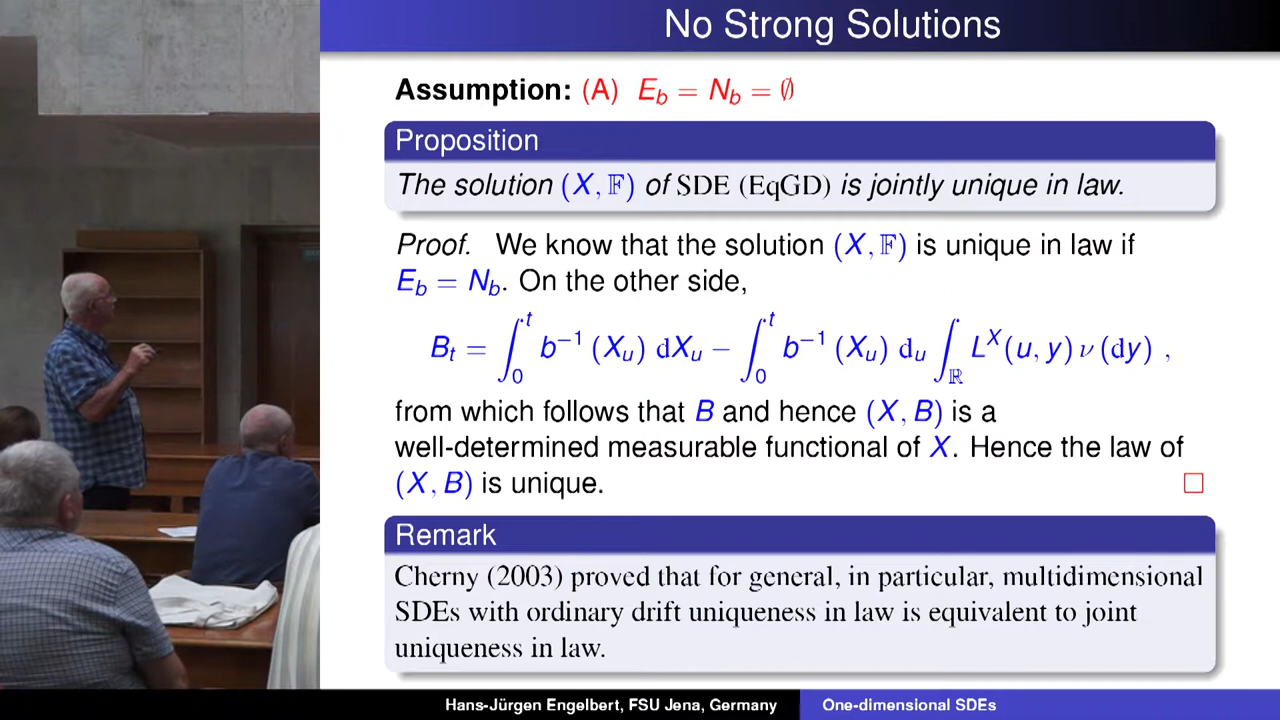 No Strong Solutions
Assumption: (A) E_b = N_b = ∅
Proposition
The solution (X, 𝔽) of SDE (EqGD) is jointly unique in law.
Proof. We know that the solution (X, 𝔽) is unique in law if
E_b = N_b. On the other side,
B_t = ∫_0^t b^{−1} (X_u) dX_u − ∫_0^t b^{−1} (X_u) d_u ∫_ℝ L^X(u, y) ν (dy) ,
from which follows that B and hence (X, B) is a
well-determined measurable functional of X. Hence the law of
(X, B) is unique. □
Remark
Cherny (2003) proved that for general, in particular, multidimensional
SDEs with ordinary drift uniqueness in law is equivalent to joint
uniqueness in law.
Hans-Jürgen Engelbert, FSU Jena, Germany One-dimensional SDEs